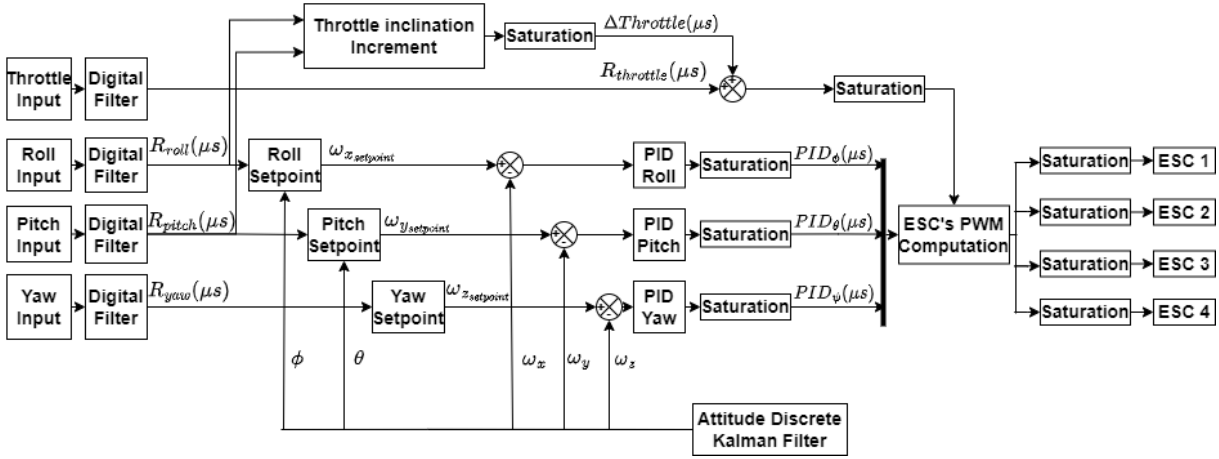 Throttle inclination
Increment
Saturation
ΔThrottle(μs)
Throttle
Input
Digital
Filter
R_throttle(μs)
+
+
Saturation
Roll
Input
Digital
Filter
R_roll(μs)
Roll
Setpoint
ω_x_setpoint
+
-
PID
Roll
Saturation
PID_ϕ(μs)
Pitch
Input
Digital
Filter
R_pitch(μs)
Pitch
Setpoint
ω_y_setpoint
+
-
PID
Pitch
Saturation
PID_θ(μs)
Yaw
Input
Digital
Filter
R_yaw(μs)
Yaw
Setpoint
ω_z_setpoint
+
-
PID
Yaw
Saturation
PID_ψ(μs)
ESC's PWM
Computation
Saturation
ESC 1
Saturation
ESC 2
Saturation
ESC 3
Saturation
ESC 4
ϕ
θ
ω_x
ω_y
ω_z
Attitude Discrete
Kalman Filter